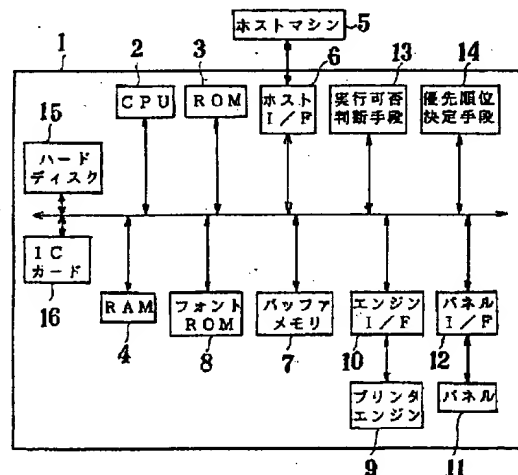 ホストマシン
5
1
2
3
6
13
14
CPU
ROM
ホスト
I/F
実行可否
判断手段
優先順位
決定手段
15
ハード
ディスク
IC
カード
16
RAM
4
フォント
ROM
8
バッファ
メモリ
7
エンジン
I/F
10
パネル
I/F
12
プリンタ
エンジン
9
パネル
11